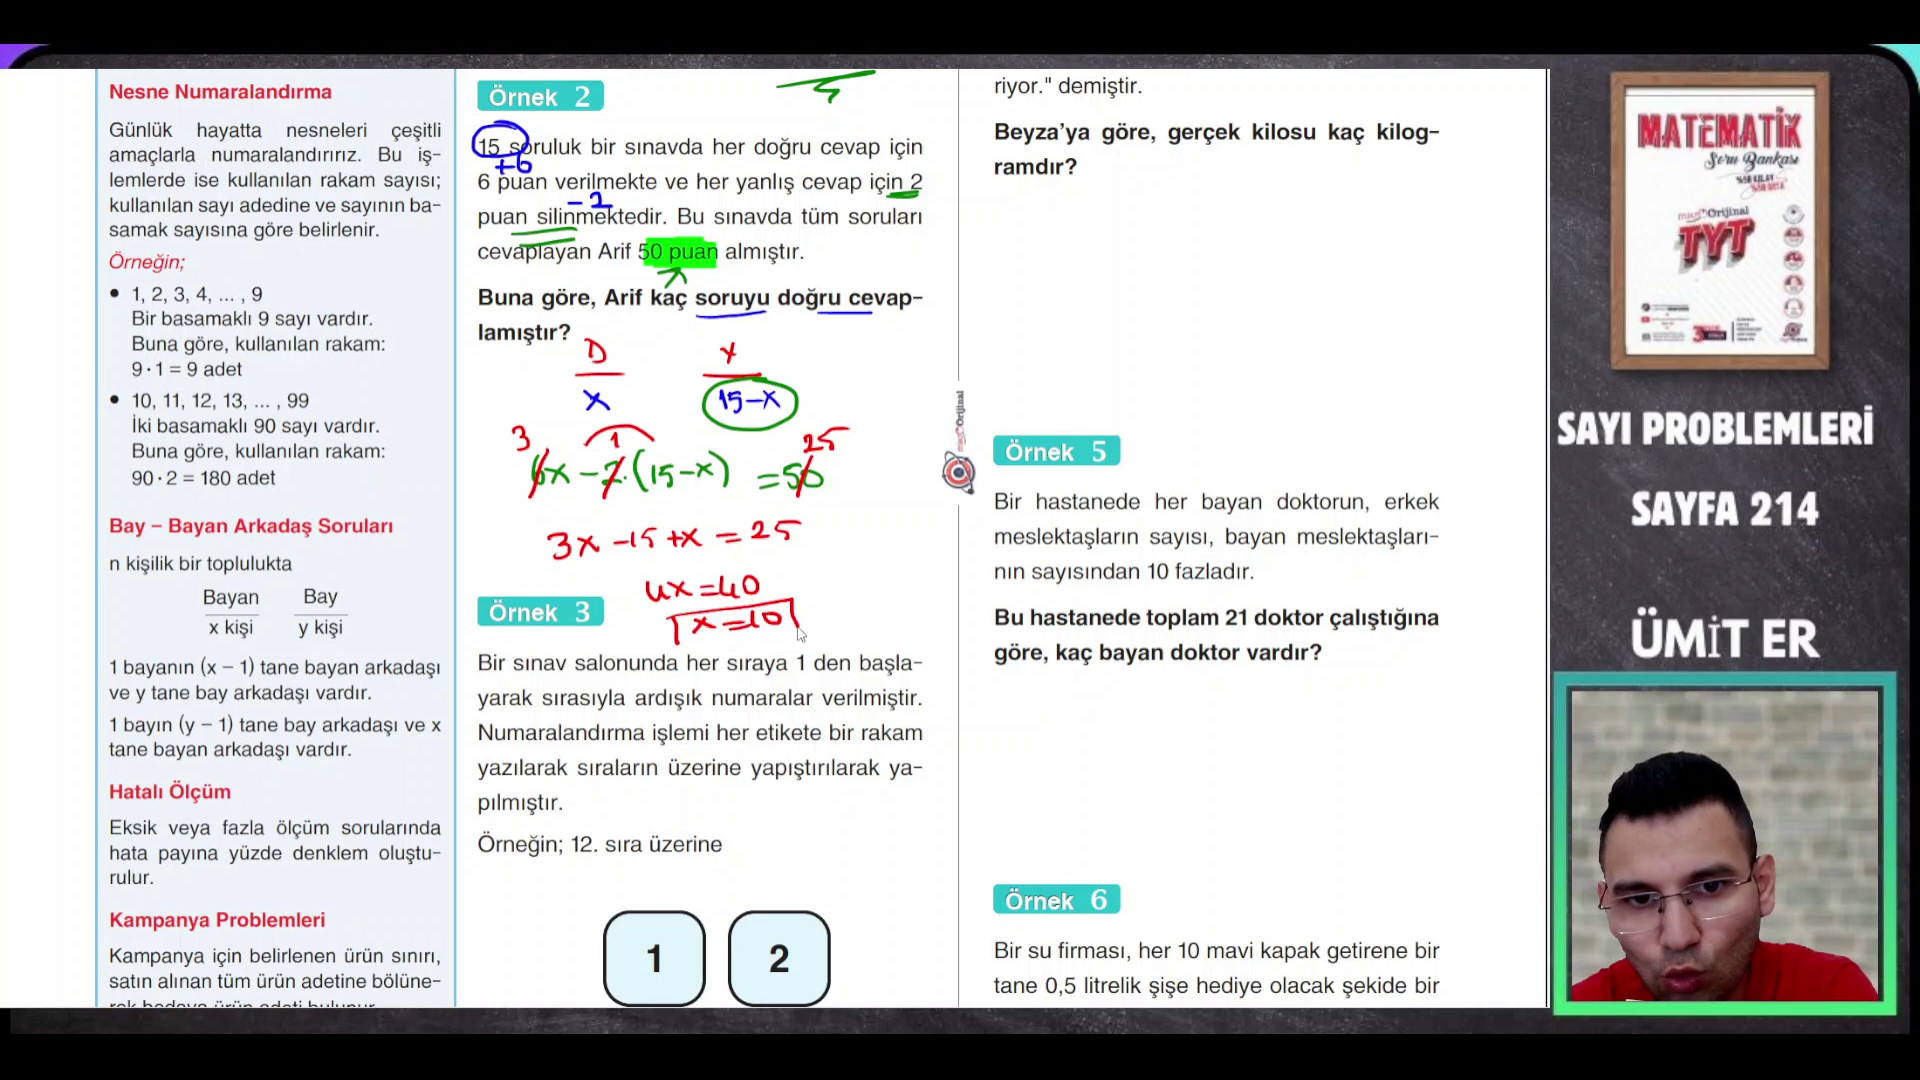 Nesne Numaralandırma
Günlük hayatta nesneleri çeşitli
amaçlarla numaralandırırız. Bu iş-
lemlerde ise kullanılan rakam sayısı;
kullanılan sayı adedine ve sayının ba-
samak sayısına göre belirlenir.
Örneğin;
• 1, 2, 3, 4, ... , 9
Bir basamaklı 9 sayı vardır.
Buna göre, kullanılan rakam:
9·1 = 9 adet
• 10, 11, 12, 13, ... , 99
İki basamaklı 90 sayı vardır.
Buna göre, kullanılan rakam:
90·2 = 180 adet
Bay – Bayan Arkadaş Soruları
n kişilik bir toplulukta
Bayan Bay
x kişi y kişi
1 bayanın (x – 1) tane bayan arkadaşı
ve y tane bay arkadaşı vardır.
1 bayın (y – 1) tane bay arkadaşı ve x
tane bayan arkadaşı vardır.
Hatalı Ölçüm
Eksik veya fazla ölçüm sorularında
hata payına yüzde denklem oluştu-
rulur.
Kampanya Problemleri
Kampanya için belirlenen ürün sınırı,
satın alınan tüm ürün adetine bölüne-
Örnek 2
15 soruluk bir sınavda her doğru cevap için
+6
6 puan verilmekte ve her yanlış cevap için 2
-2
puan silinmektedir. Bu sınavda tüm soruları
cevaplayan Arif 50 puan almıştır.
Buna göre, Arif kaç soruyu doğru cevap-
lamıştır?
D Y
x 15-x
3 1 25
6x - 2·(15-x) = 50
3x -15 +x = 25
4x = 40
x = 10
Örnek 3
Bir sınav salonunda her sıraya 1 den başla-
yarak sırasıyla ardışık numaralar verilmiştir.
Numaralandırma işlemi her etikete bir rakam
yazılarak sıraların üzerine yapıştırılarak ya-
pılmıştır.
Örneğin; 12. sıra üzerine
1 2
riyor." demiştir.
Beyza'ya göre, gerçek kilosu kaç kilog-
ramdır?
Orijinal
Örnek 5
Bir hastanede her bayan doktorun, erkek
meslektaşların sayısı, bayan meslektaşları-
nın sayısından 10 fazladır.
Bu hastanede toplam 21 doktor çalıştığına
göre, kaç bayan doktor vardır?
Örnek 6
Bir su firması, her 10 mavi kapak getirene bir
tane 0,5 litrelik şişe hediye olacak şekide bir
MATEMATİK
Soru Bankası
Orijinal
TYT
SAYI PROBLEMLERİ
SAYFA 214
ÜMİT ER